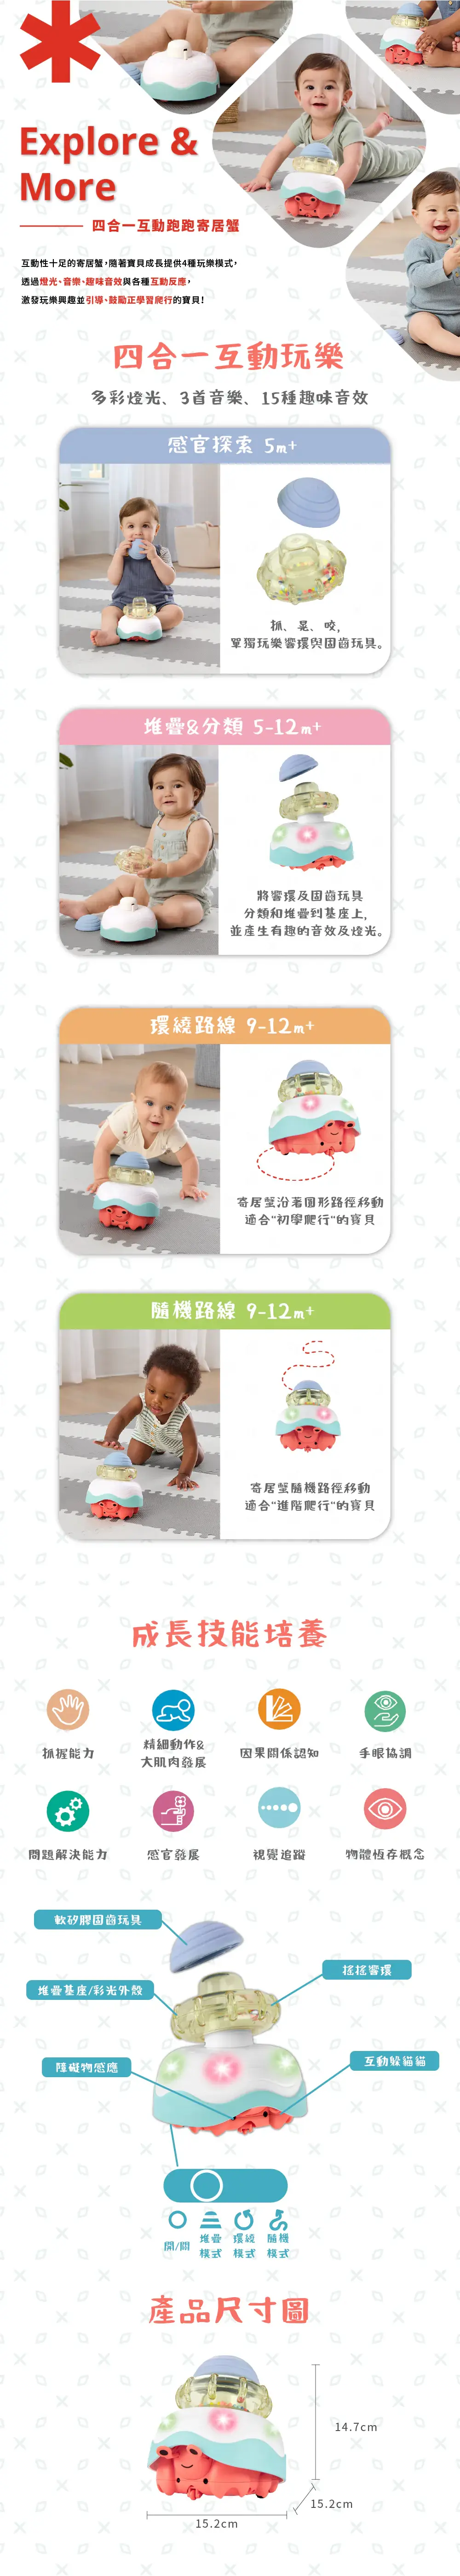 Explore &
More
四合一互動跑跑寄居蟹
互動性十足的寄居蟹,隨著寶貝成長提供4種玩樂模式,
透過燈光、音樂、趣味音效與各種互動反應,
激發玩樂興趣並引導、鼓勵正學習爬行的寶貝!
四合一互動玩樂
多彩燈光、3首音樂、15種趣味音效
感官探索 5m+
抓、晃、咬,
單獨玩樂響環與固齒玩具。
堆疊&分類 5-12m+
將響環及固齒玩具
分類和堆疊到基座上,
並產生有趣的音效及燈光。
環繞路線 9-12m+
寄居蟹沿著圓形路徑移動
適合"初學爬行"的寶貝
隨機路線 9-12m+
寄居蟹隨機路徑移動
適合"進階爬行"的寶貝
成長技能培養
抓握能力
精細動作&
大肌肉發展
因果關係認知
手眼協調
問題解決能力
感官發展
視覺追蹤
物體恆存概念
軟矽膠固齒玩具
搖搖響環
堆疊基座/彩光外殼
互動躲貓貓
障礙物感應
開/關
堆疊
模式
環繞
模式
隨機
模式
產品尺寸圖
14.7cm
15.2cm
15.2cm